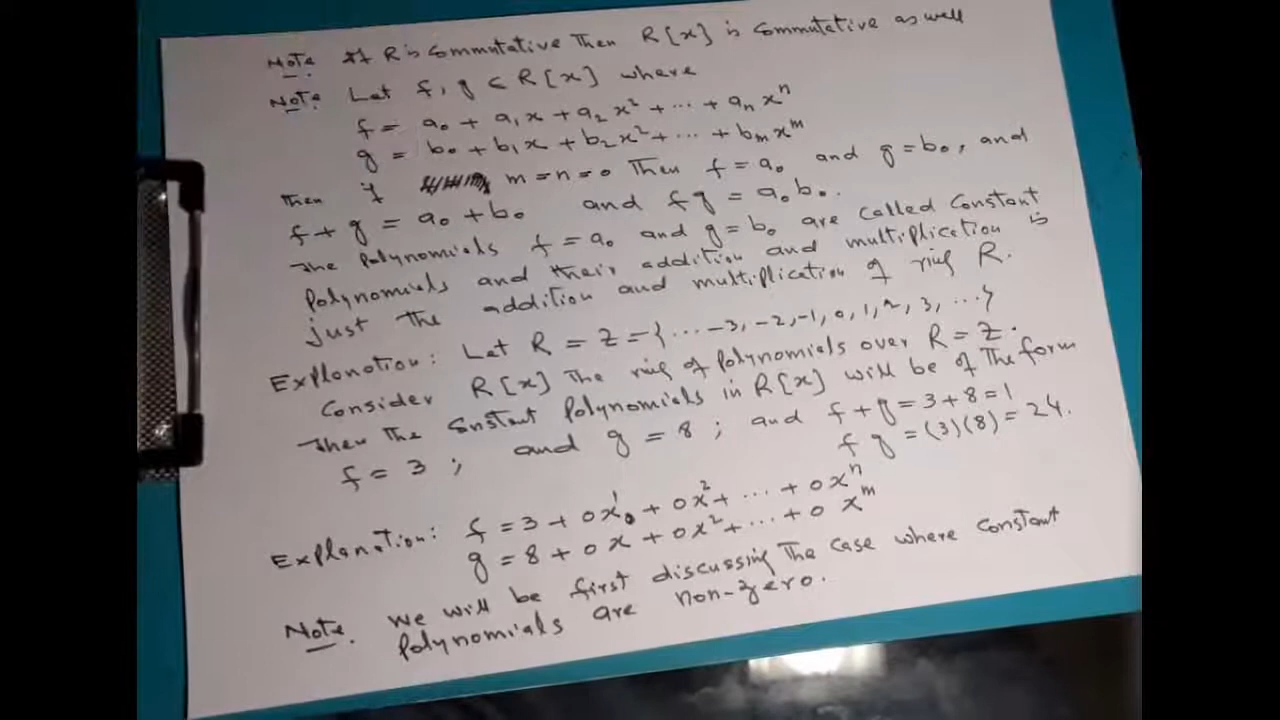 Note: If R is commutative Then R[x] is commutative as well
Note: Let f, g ∈ R[x] where
f = a₀ + a₁x + a₂x² + ... + aₙxⁿ
g = b₀ + b₁x + b₂x² + ... + bₘxᵐ
Then if m = n = 0 Then f = a₀ and g = b₀, and
f + g = a₀ + b₀ and fg = a₀b₀.
The polynomials f = a₀ and g = b₀ are called Constant
polynomials and their addition and multiplication is
just the addition and multiplication of ring R.
Explanation: Let R = Z = {... -3, -2, -1, 0, 1, 2, 3, ...}
Consider R[x] The ring of polynomials over R = Z.
Then The Constant polynomials in R[x] will be of The form
f = 3 ; and g = 8 ; and f + g = 3 + 8 = 1
f g = (3)(8) = 24.
Explanation: f = 3 + 0x¹ + 0x² + ... + 0xⁿ
g = 8 + 0x + 0x² + ... + 0xᵐ
Note. We will be first discussing The case where constant
polynomials are non-zero.